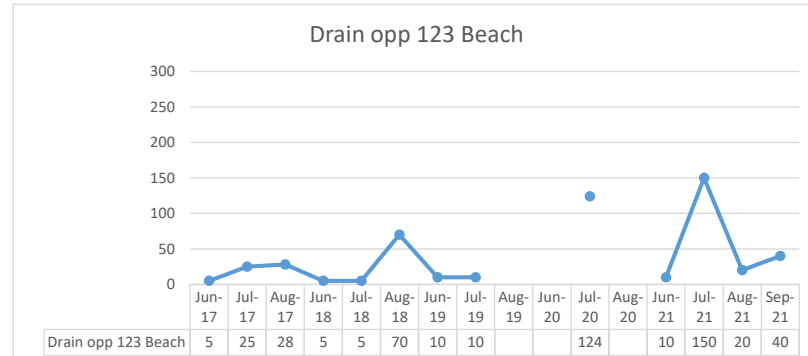 Drain opp 123 Beach
300
250
200
150
100
50
0
Jun-17 Jul-17 Aug-17 Jun-18 Jul-18 Aug-18 Jun-19 Jul-19 Aug-19 Jun-20 Jul-20 Aug-20 Jun-21 Jul-21 Aug-21 Sep-21
Drain opp 123 Beach 5 25 28 5 5 70 10 10 124 10 150 20 40